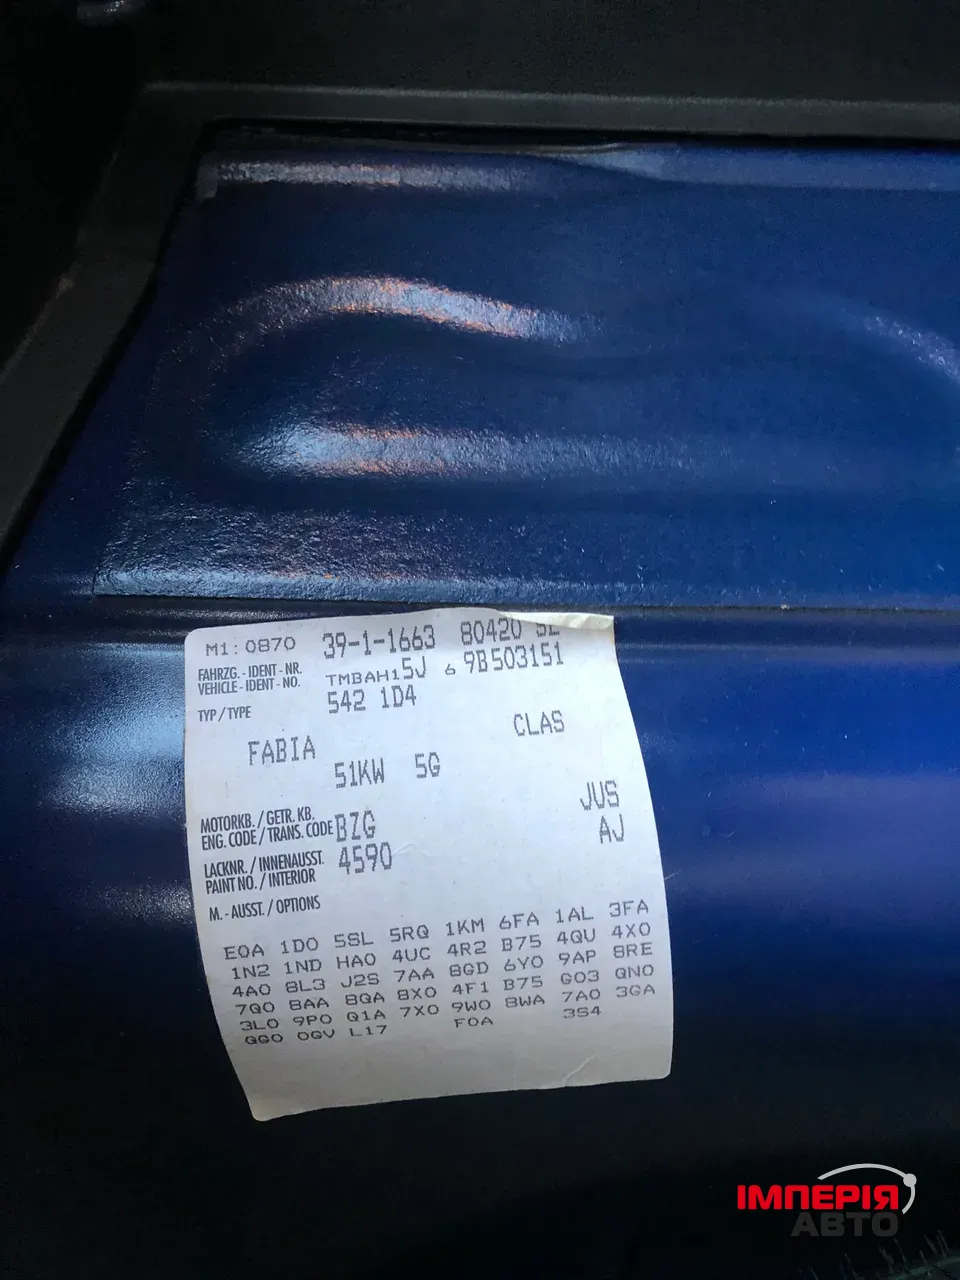 M1:0870 39-1-1663 80420 SL
FAHRZG.-IDENT-NR. VEHICLE-IDENT-NO. TMBAH15J 6 9B503151
TYP/TYPE 542 1D4
FABIA CLAS
51KW 5G
JUS
MOTORKB./GETR.KB. ENG.CODE/TRANS.CODE BZG AJ
LACKNR./INNENAUSST. PAINT NO./INTERIOR 4590
M.-AUSST./OPTIONS
E0A 1D0 5SL 5RQ 1KM 6FA 1AL 3FA
1N2 1ND HA0 4UC 4R2 B75 4QU 4X0
4A0 8L3 J2S 7AA 8GD 6Y0 9AP 8RE
7Q0 8AA 8QA 8X0 4F1 B75 G03 QN0
3L0 9P0 Q1A 7X0 9W0 8WA 7A0 3GA
QG0 0GV L17 F0A 3S4
ІМПЕРІЯ
АВТО